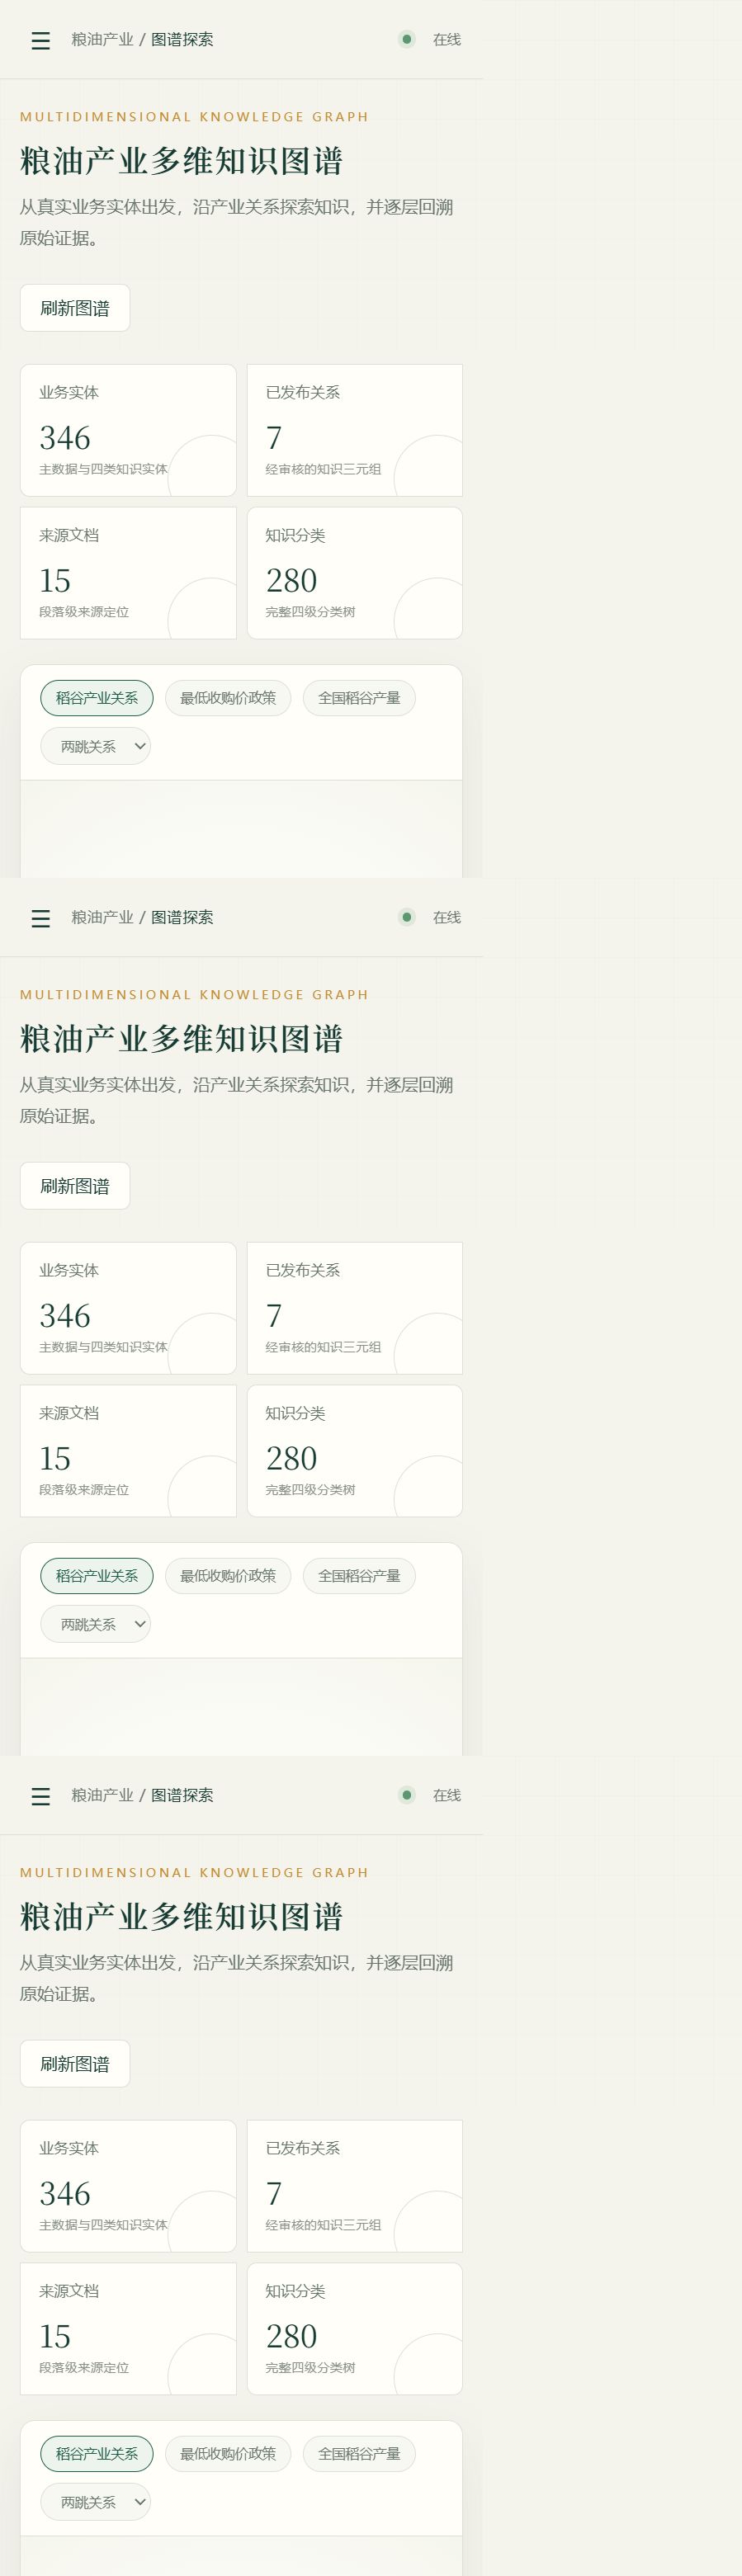 ☰ 粮油产业 / 图谱探索 在线
MULTIDIMENSIONAL KNOWLEDGE GRAPH
粮油产业多维知识图谱
从真实业务实体出发，沿产业关系探索知识，并逐层回溯
原始证据。
刷新图谱
业务实体
346
主数据与四类知识实体
已发布关系
7
经审核的知识三元组
来源文档
15
段落级来源定位
知识分类
280
完整四级分类树
稻谷产业关系 最低收购价政策 全国稻谷产量
两跳关系
☰ 粮油产业 / 图谱探索 在线
MULTIDIMENSIONAL KNOWLEDGE GRAPH
粮油产业多维知识图谱
从真实业务实体出发，沿产业关系探索知识，并逐层回溯
原始证据。
刷新图谱
业务实体
346
主数据与四类知识实体
已发布关系
7
经审核的知识三元组
来源文档
15
段落级来源定位
知识分类
280
完整四级分类树
稻谷产业关系 最低收购价政策 全国稻谷产量
两跳关系
☰ 粮油产业 / 图谱探索 在线
MULTIDIMENSIONAL KNOWLEDGE GRAPH
粮油产业多维知识图谱
从真实业务实体出发，沿产业关系探索知识，并逐层回溯
原始证据。
刷新图谱
业务实体
346
主数据与四类知识实体
已发布关系
7
经审核的知识三元组
来源文档
15
段落级来源定位
知识分类
280
完整四级分类树
稻谷产业关系 最低收购价政策 全国稻谷产量
两跳关系